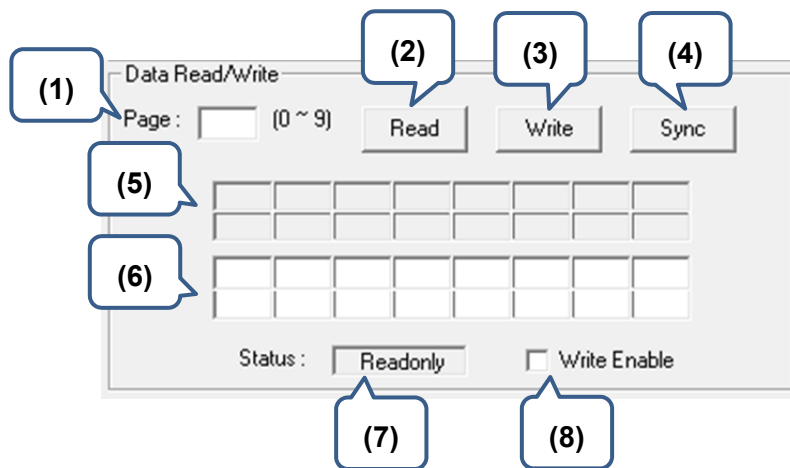 (2) (3) (4)
(1) Data Read/Write
Page : (0 ~ 9) Read Write Sync
(5)
(6)
Status : Readonly Write Enable
(7) (8)